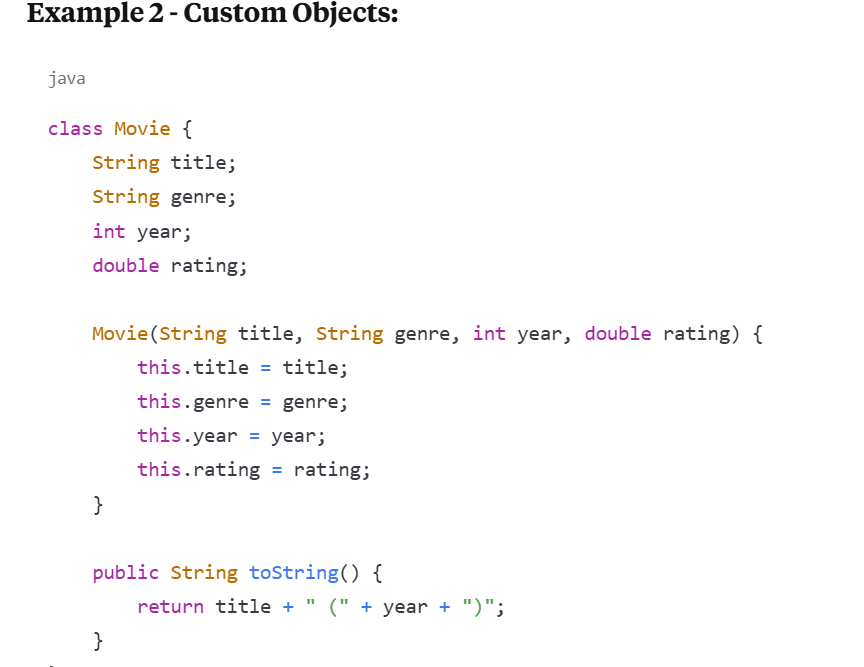 Example 2 - Custom Objects:
java
class Movie {
    String title;
    String genre;
    int year;
    double rating;
    Movie(String title, String genre, int year, double rating) {
        this.title = title;
        this.genre = genre;
        this.year = year;
        this.rating = rating;
    }
    public String toString() {
        return title + " (" + year + ")";
    }